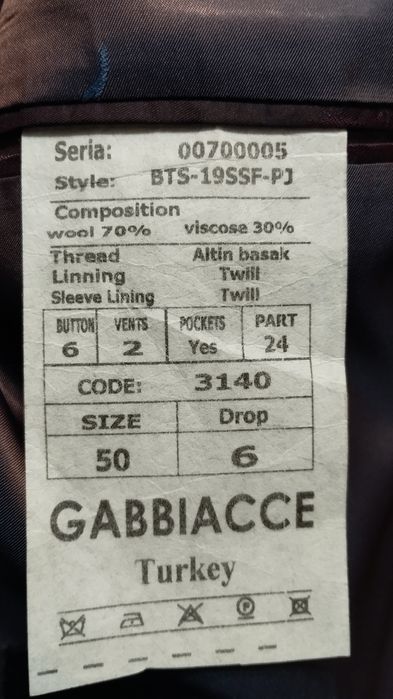 Seria: 00700005
Style: BTS-19SSF-PJ
Composition
wool 70% viscose 30%
Thread Altin basak
Linning Twill
Sleeve Lining Twill
BUTTON VENTS POCKETS PART
6 2 Yes 24
CODE: 3140
SIZE Drop
50 6
GABBIACCE
Turkey